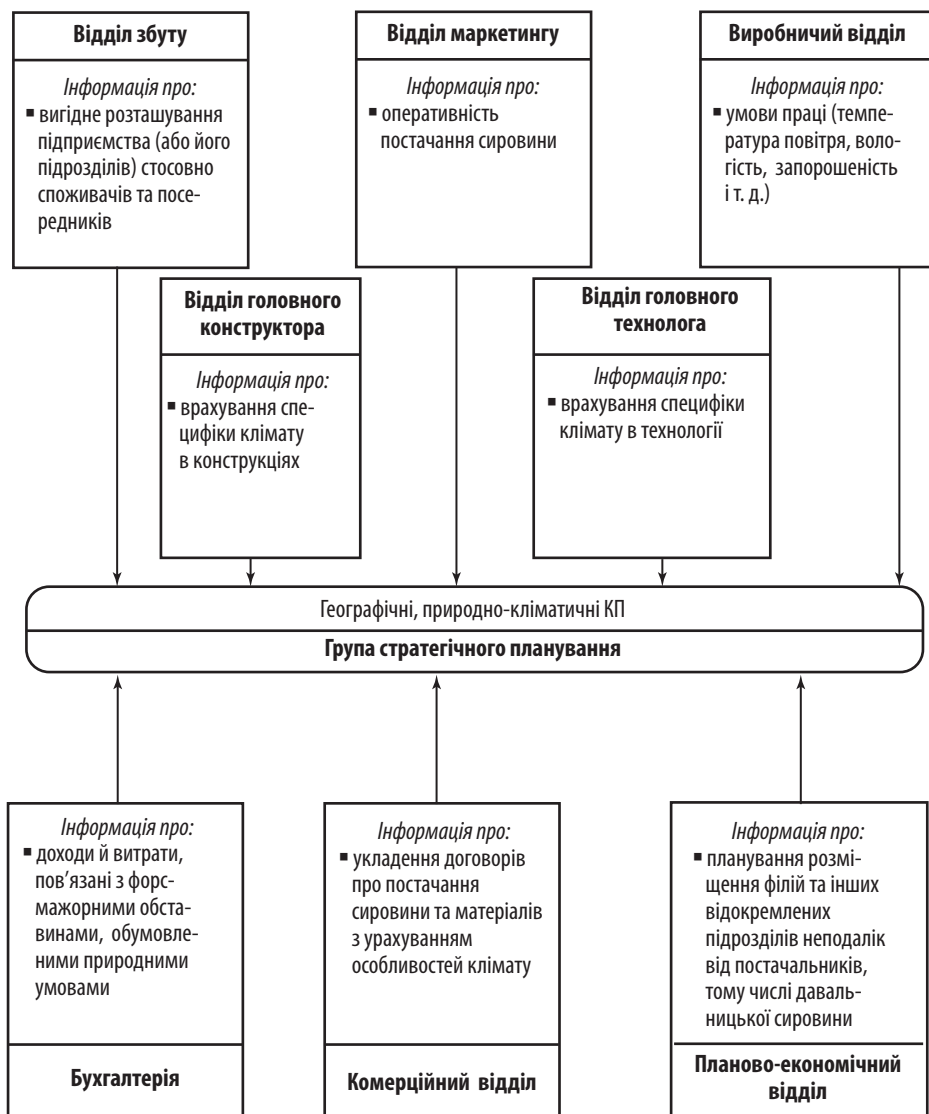 Відділ збуту
Інформація про:
▪ вигідне розташування
підприємства (або його
підрозділів) стосовно
споживачів та посе-
редників
Відділ маркетингу
Інформація про:
▪ оперативність
постачання сировини
Виробничий відділ
Інформація про:
▪ умови праці (темпе-
ратура повітря, воло-
гість, запорошеність
і т. д.)
Відділ головного
конструктора
Інформація про:
▪ врахування спе-
цифіки клімату
в конструкціях
Відділ головного
технолога
Інформація про:
▪ врахування специфіки
клімату в технології
Географічні, природно-кліматичні КП
Група стратегічного планування
Інформація про:
▪ доходи й витрати,
пов’язані з форс-
мажорними обста-
винами, обумовле-
ними природними
умовами
Бухгалтерія
Інформація про:
▪ укладення договорів
про постачання
сировини та матеріалів
з урахуванням
особливостей клімату
Комерційний відділ
Інформація про:
▪ планування розмі-
щення філій та інших
відокремлених
підрозділів неподалік
від постачальників,
тому числі даваль-
ницької сировини
Планово-економічний
відділ